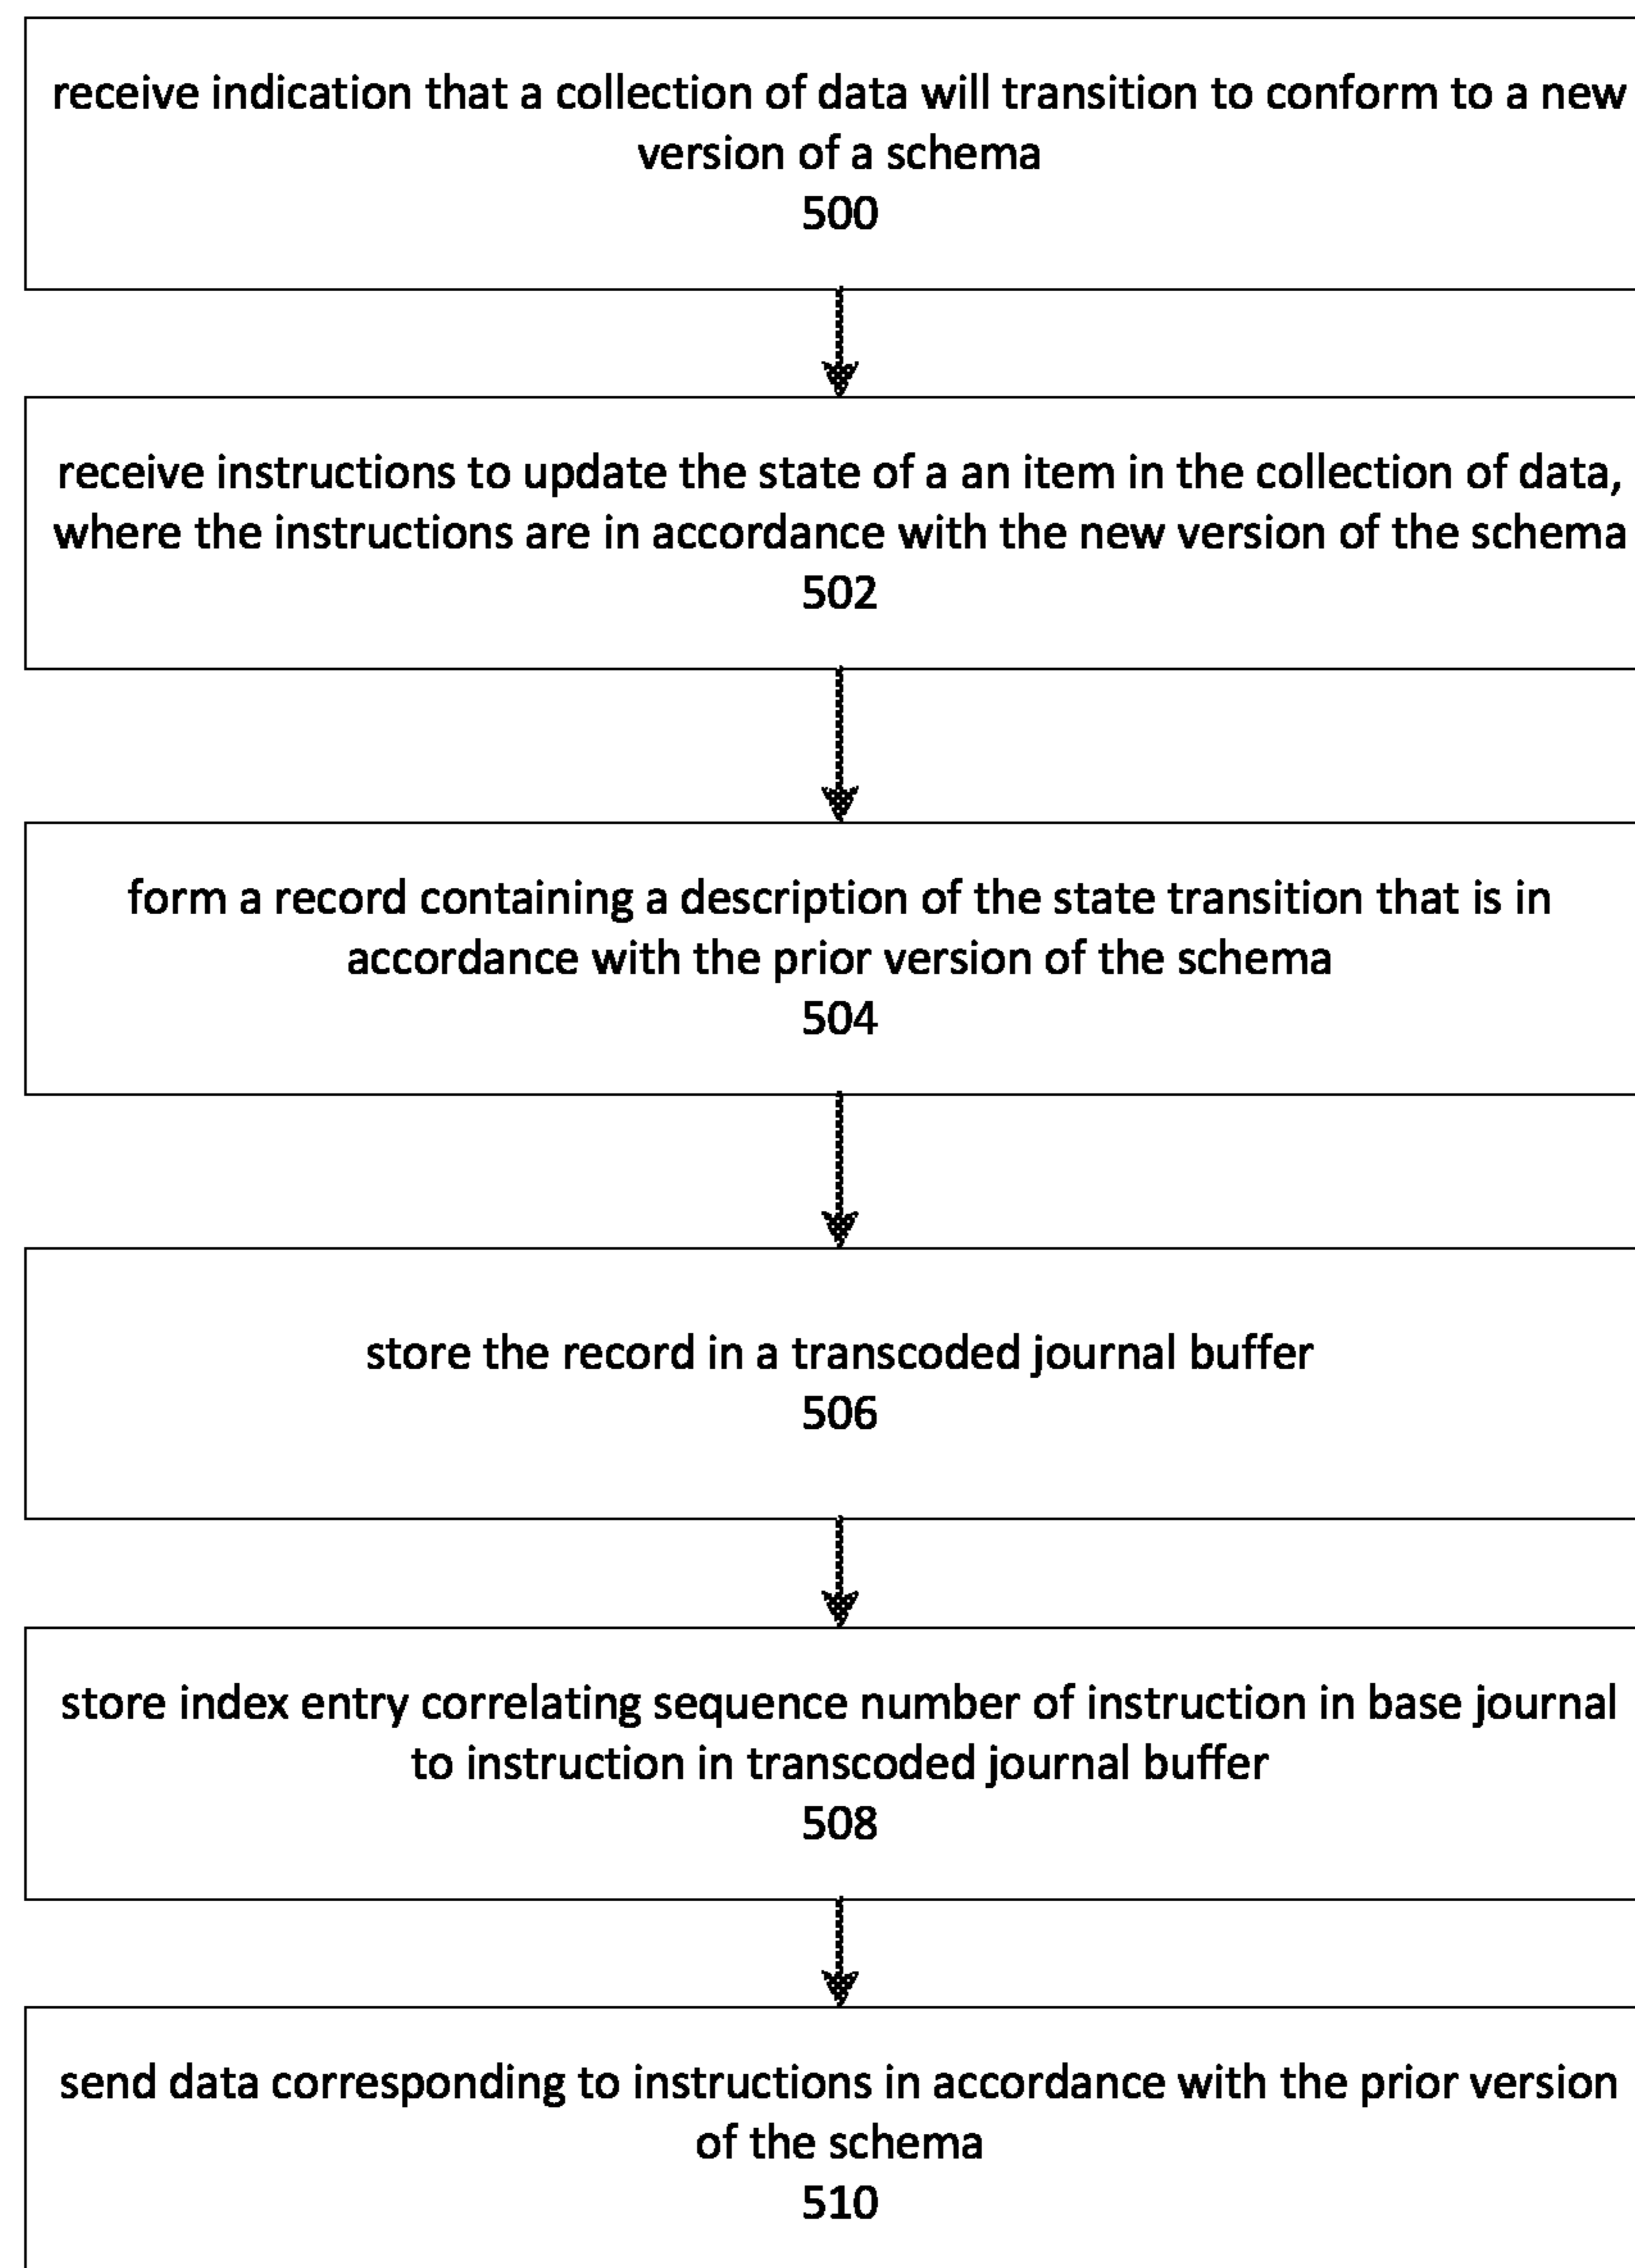 receive indication that a collection of data will transition to conform to a new
version of a schema
500
receive instructions to update the state of a an item in the collection of data,
where the instructions are in accordance with the new version of the schema
502
form a record containing a description of the state transition that is in
accordance with the prior version of the schema
504
store the record in a transcoded journal buffer
506
store index entry correlating sequence number of instruction in base journal
to instruction in transcoded journal buffer
508
send data corresponding to instructions in accordance with the prior version
of the schema
510